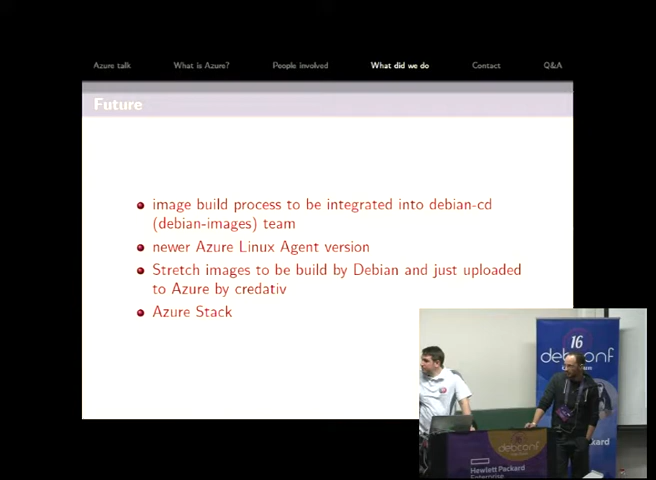 Azure talk
What is Azure?
People involved
What did we do
Contact
Q&A
Future
image build process to be integrated into debian-cd
(debian-images) team
newer Azure Linux Agent version
Stretch images to be build by Debian and just uploaded
to Azure by credativ
Azure Stack
16
debconf
debconf
Hewlett Packard
Enterprise
ckard